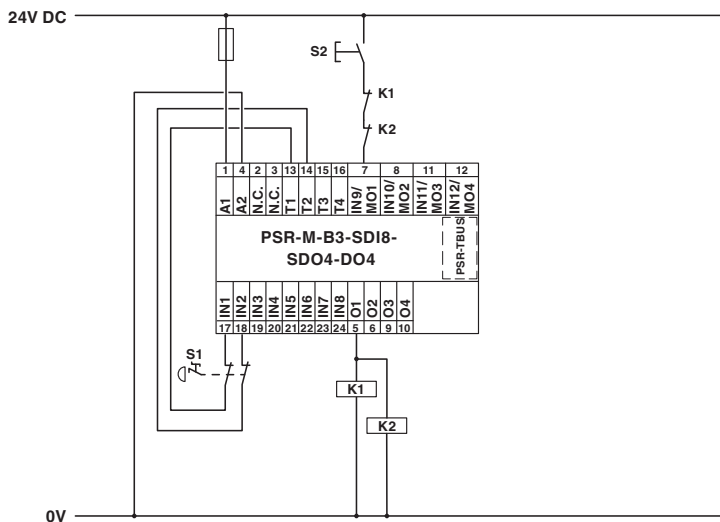 24V DC
S2
K1
K2
1 4 2 3 13 14 15 16 7 8 11 12
A1 A2 N.C. N.C. T1 T2 T3 T4 IN9/ MO1 IN10/ MO2 IN11/ MO3 IN12/ MO4
PSR-M-B3-SDI8-
SDO4-DO4
PSR-TBUS
IN1 IN2 IN3 IN4 IN5 IN6 IN7 IN8 O1 O2 O3 O4
17 18 19 20 21 22 23 24 5 6 9 10
S1
K1
K2
0V